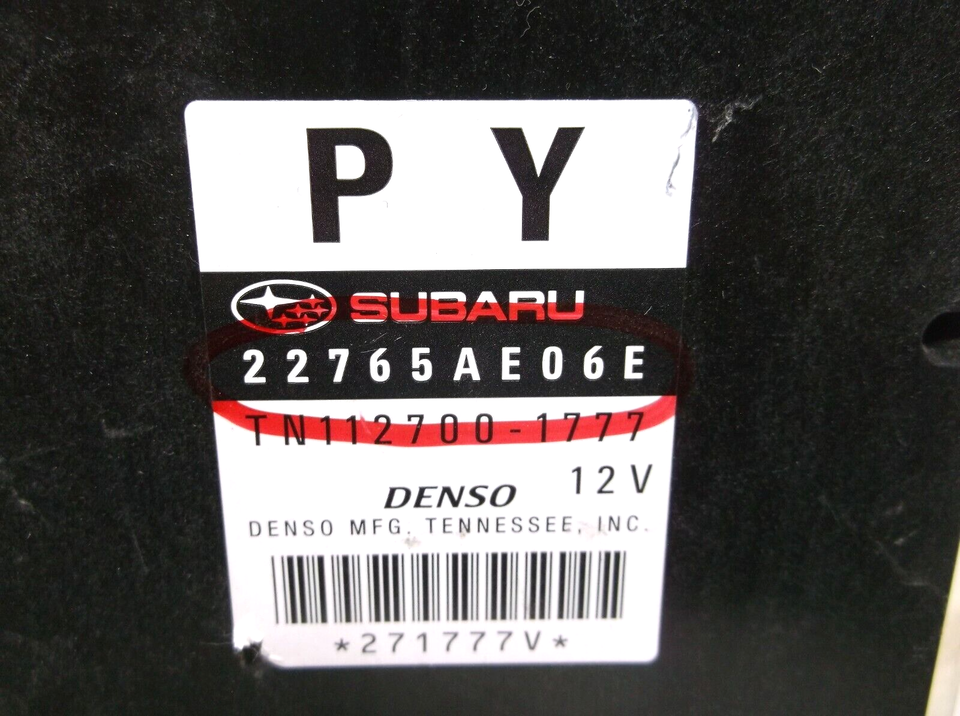 P Y
SUBARU
22765AE06E
TN112700-1777
12V
DENSO
DENSO MFG. TENNESSEE, INC.
*271777V*